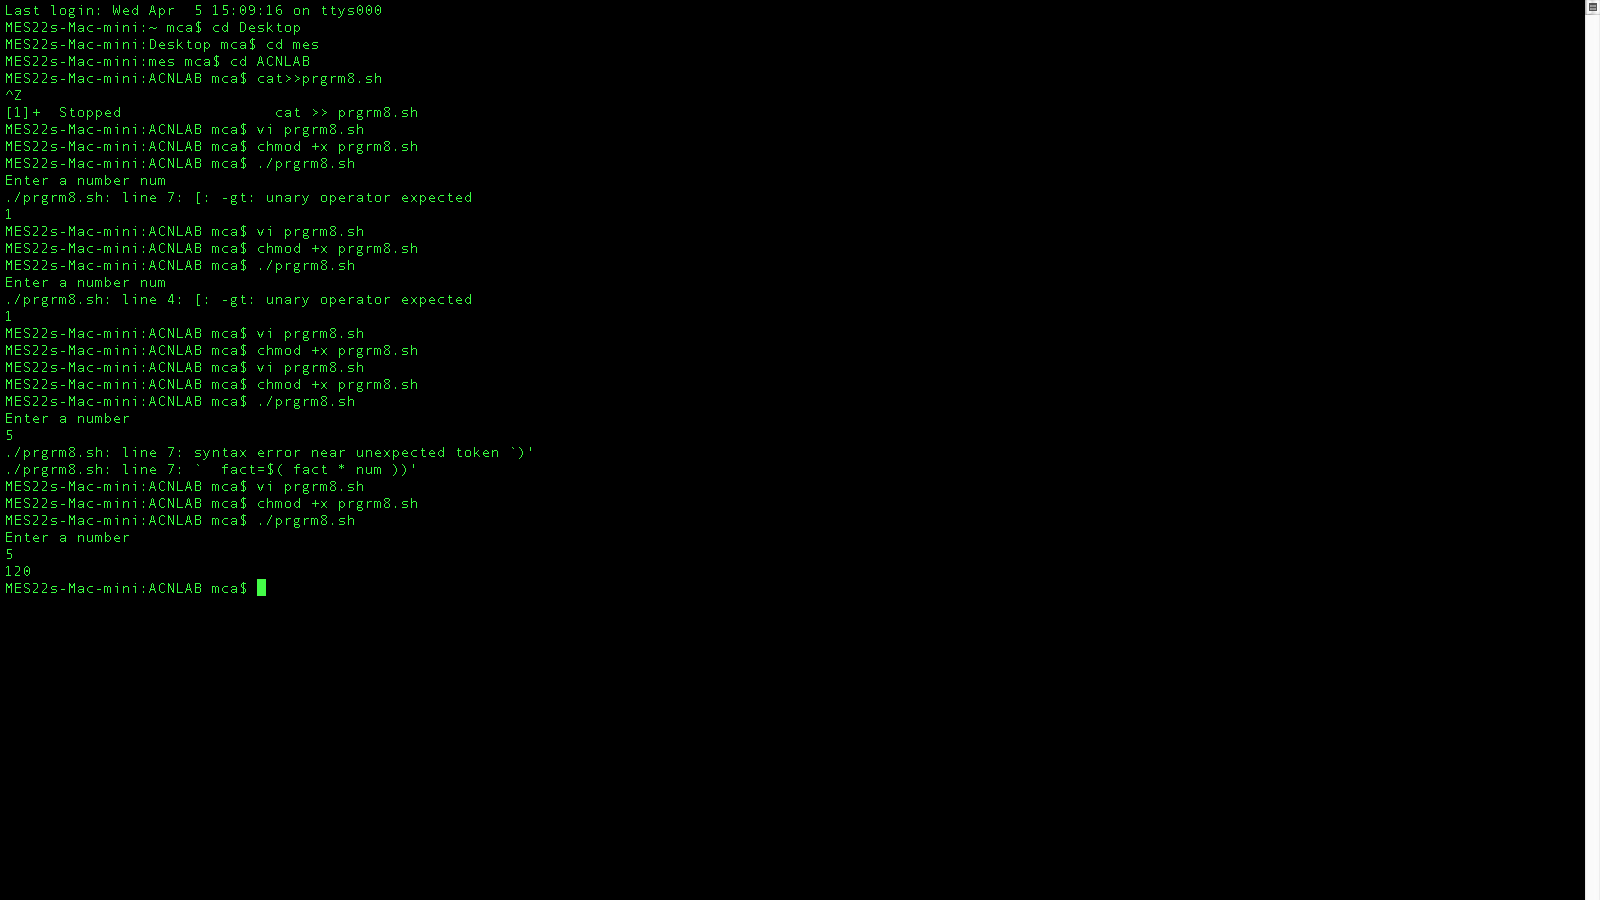 Last login: Wed Apr  5 15:09:16 on ttys000
MES22s-Mac-mini:~ mca$ cd Desktop
MES22s-Mac-mini:Desktop mca$ cd mes
MES22s-Mac-mini:mes mca$ cd ACNLAB
MES22s-Mac-mini:ACNLAB mca$ cat>>prgrm8.sh
^Z
[1]+  Stopped                 cat >> prgrm8.sh
MES22s-Mac-mini:ACNLAB mca$ vi prgrm8.sh
MES22s-Mac-mini:ACNLAB mca$ chmod +x prgrm8.sh
MES22s-Mac-mini:ACNLAB mca$ ./prgrm8.sh
Enter a number num
./prgrm8.sh: line 7: [: -gt: unary operator expected
1
MES22s-Mac-mini:ACNLAB mca$ vi prgrm8.sh
MES22s-Mac-mini:ACNLAB mca$ chmod +x prgrm8.sh
MES22s-Mac-mini:ACNLAB mca$ ./prgrm8.sh
Enter a number num
./prgrm8.sh: line 4: [: -gt: unary operator expected
1
MES22s-Mac-mini:ACNLAB mca$ vi prgrm8.sh
MES22s-Mac-mini:ACNLAB mca$ chmod +x prgrm8.sh
MES22s-Mac-mini:ACNLAB mca$ vi prgrm8.sh
MES22s-Mac-mini:ACNLAB mca$ chmod +x prgrm8.sh
MES22s-Mac-mini:ACNLAB mca$ ./prgrm8.sh
Enter a number
5
./prgrm8.sh: line 7: syntax error near unexpected token `)'
./prgrm8.sh: line 7: `  fact=$( fact * num ))'
MES22s-Mac-mini:ACNLAB mca$ vi prgrm8.sh
MES22s-Mac-mini:ACNLAB mca$ chmod +x prgrm8.sh
MES22s-Mac-mini:ACNLAB mca$ ./prgrm8.sh
Enter a number
5
120
MES22s-Mac-mini:ACNLAB mca$